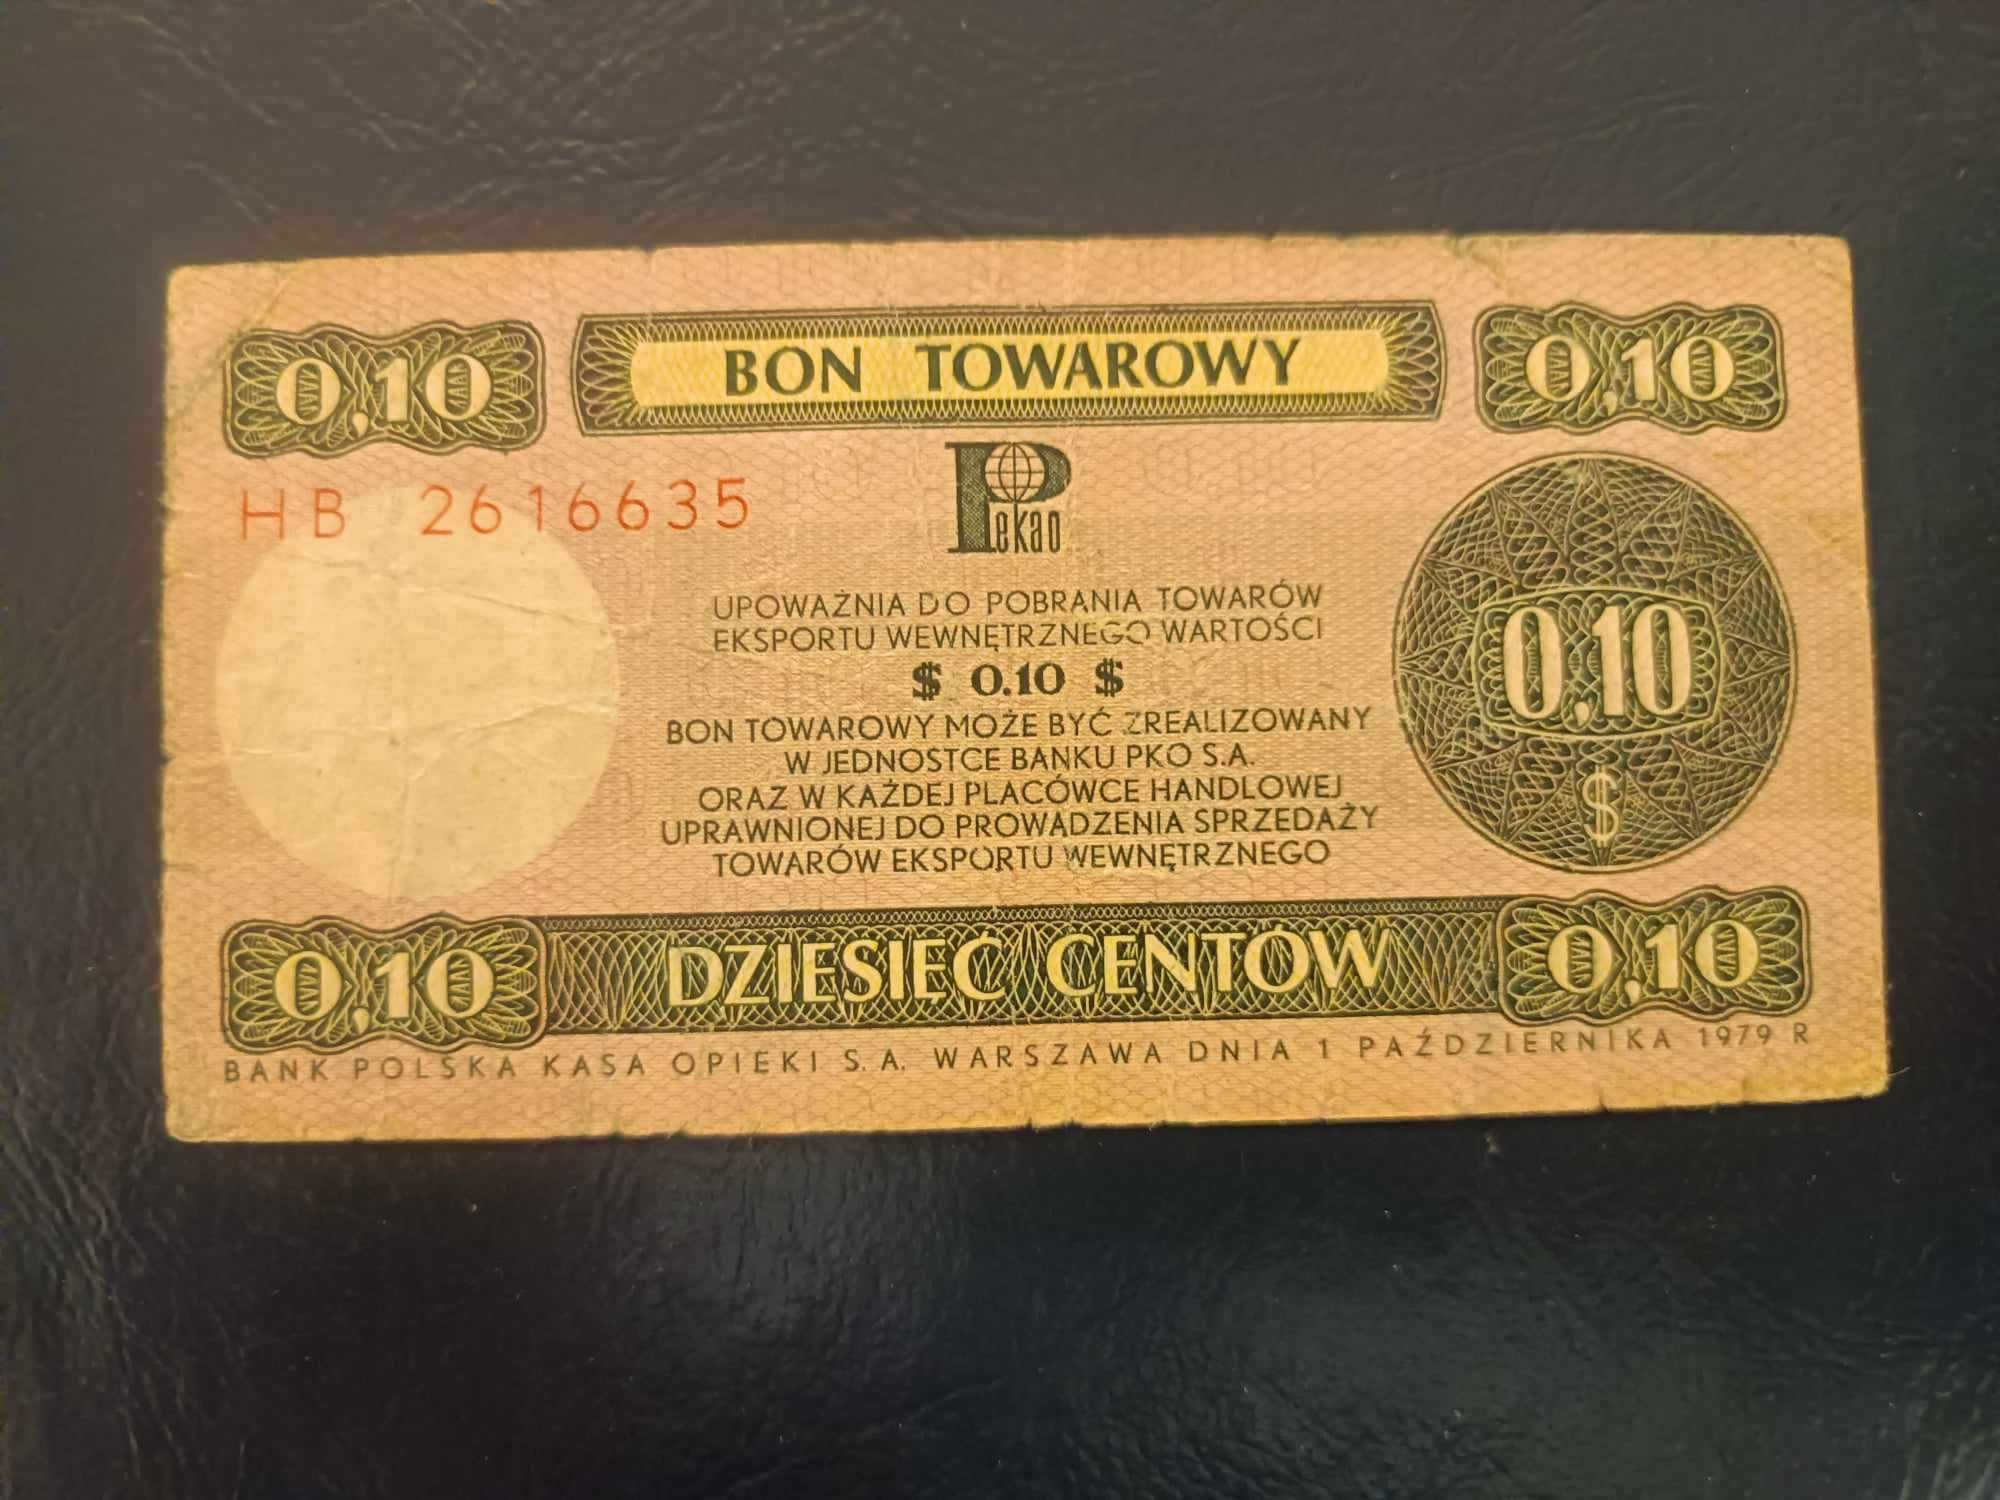 0,10 BON TOWAROWY 0,10
HB 2616635
Pekao
UPOWAŻNIA DO POBRANIA TOWARÓW
EKSPORTU WEWNĘTRZNEGO WARTOŚCI
$ 0.10 $
BON TOWAROWY MOŻE BYĆ ZREALIZOWANY
W JEDNOSTCE BANKU PKO S.A.
ORAZ W KAŻDEJ PLACÓWCE HANDLOWEJ
UPRAWNIONEJ DO PROWADZENIA SPRZEDAŻY
TOWARÓW EKSPORTU WEWNĘTRZNEGO
0,10
$
0,10 DZIESIĘĆ CENTÓW 0,10
BANK POLSKA KASA OPIEKI S.A. WARSZAWA DNIA 1 PAŹDZIERNIKA 1979 R